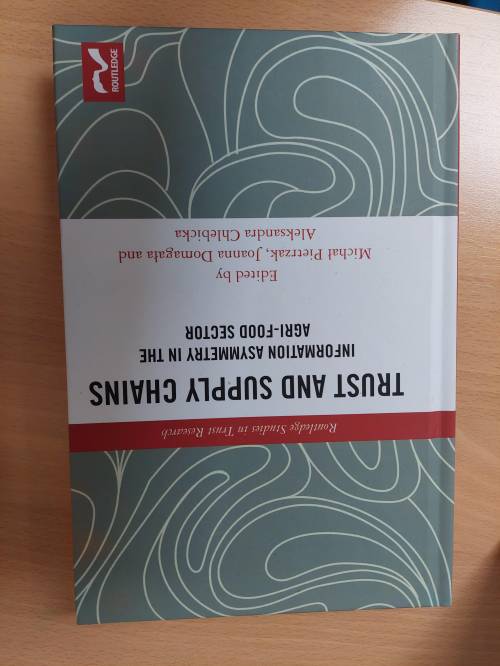 Routledge Studies in Trust Research
TRUST AND SUPPLY CHAINS
INFORMATION ASYMMETRY IN THE
AGRI-FOOD SECTOR
Edited by
Michał Pietrzak, Joanna Domagała and
Aleksandra Chlebicka
ROUTLEDGE